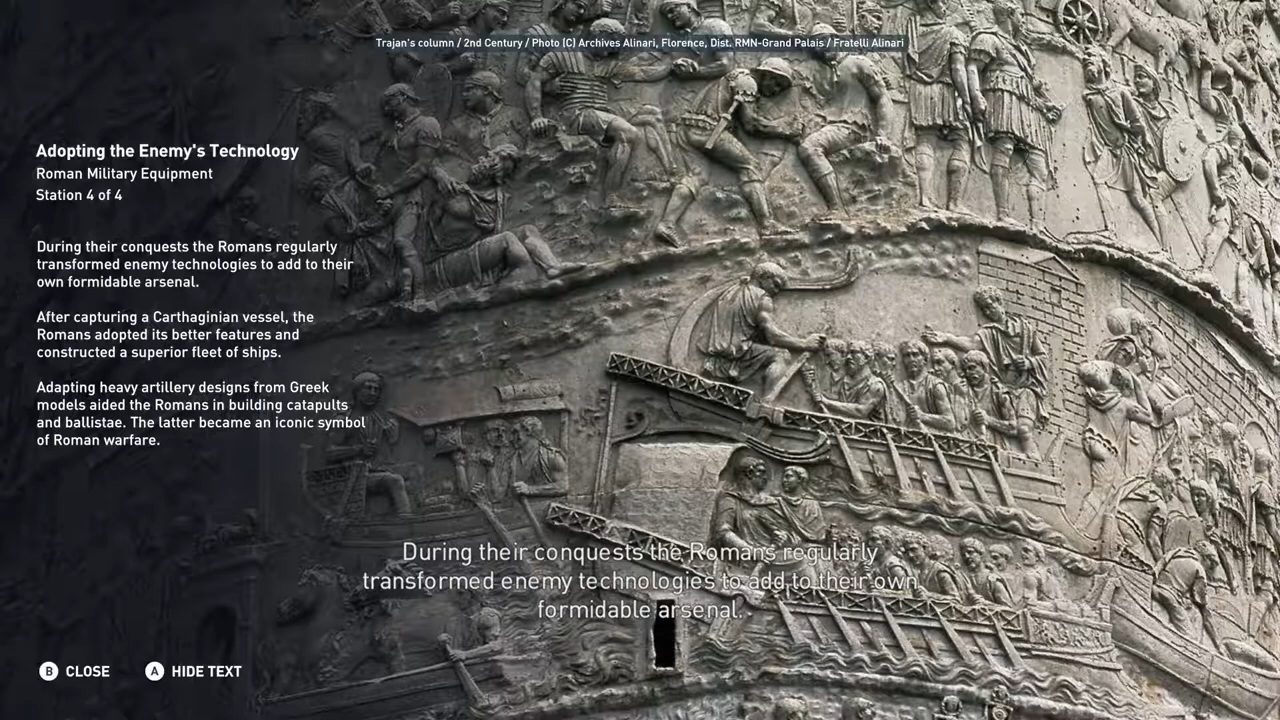 Trajan's column / 2nd Century / Photo (C) Archives Alinari, Florence, Dist. RMN-Grand Palais / Fratelli Alinari
Adopting the Enemy's Technology
Roman Military Equipment
Station 4 of 4
During their conquests the Romans regularly
transformed enemy technologies to add to their
own formidable arsenal.
After capturing a Carthaginian vessel, the
Romans adopted its better features and
constructed a superior fleet of ships.
Adapting heavy artillery designs from Greek
models aided the Romans in building catapults
and ballistae. The latter became an iconic symbol
of Roman warfare.
During their conquests the Romans regularly
transformed enemy technologies to add to their own
formidable arsenal.
B CLOSE A HIDE TEXT